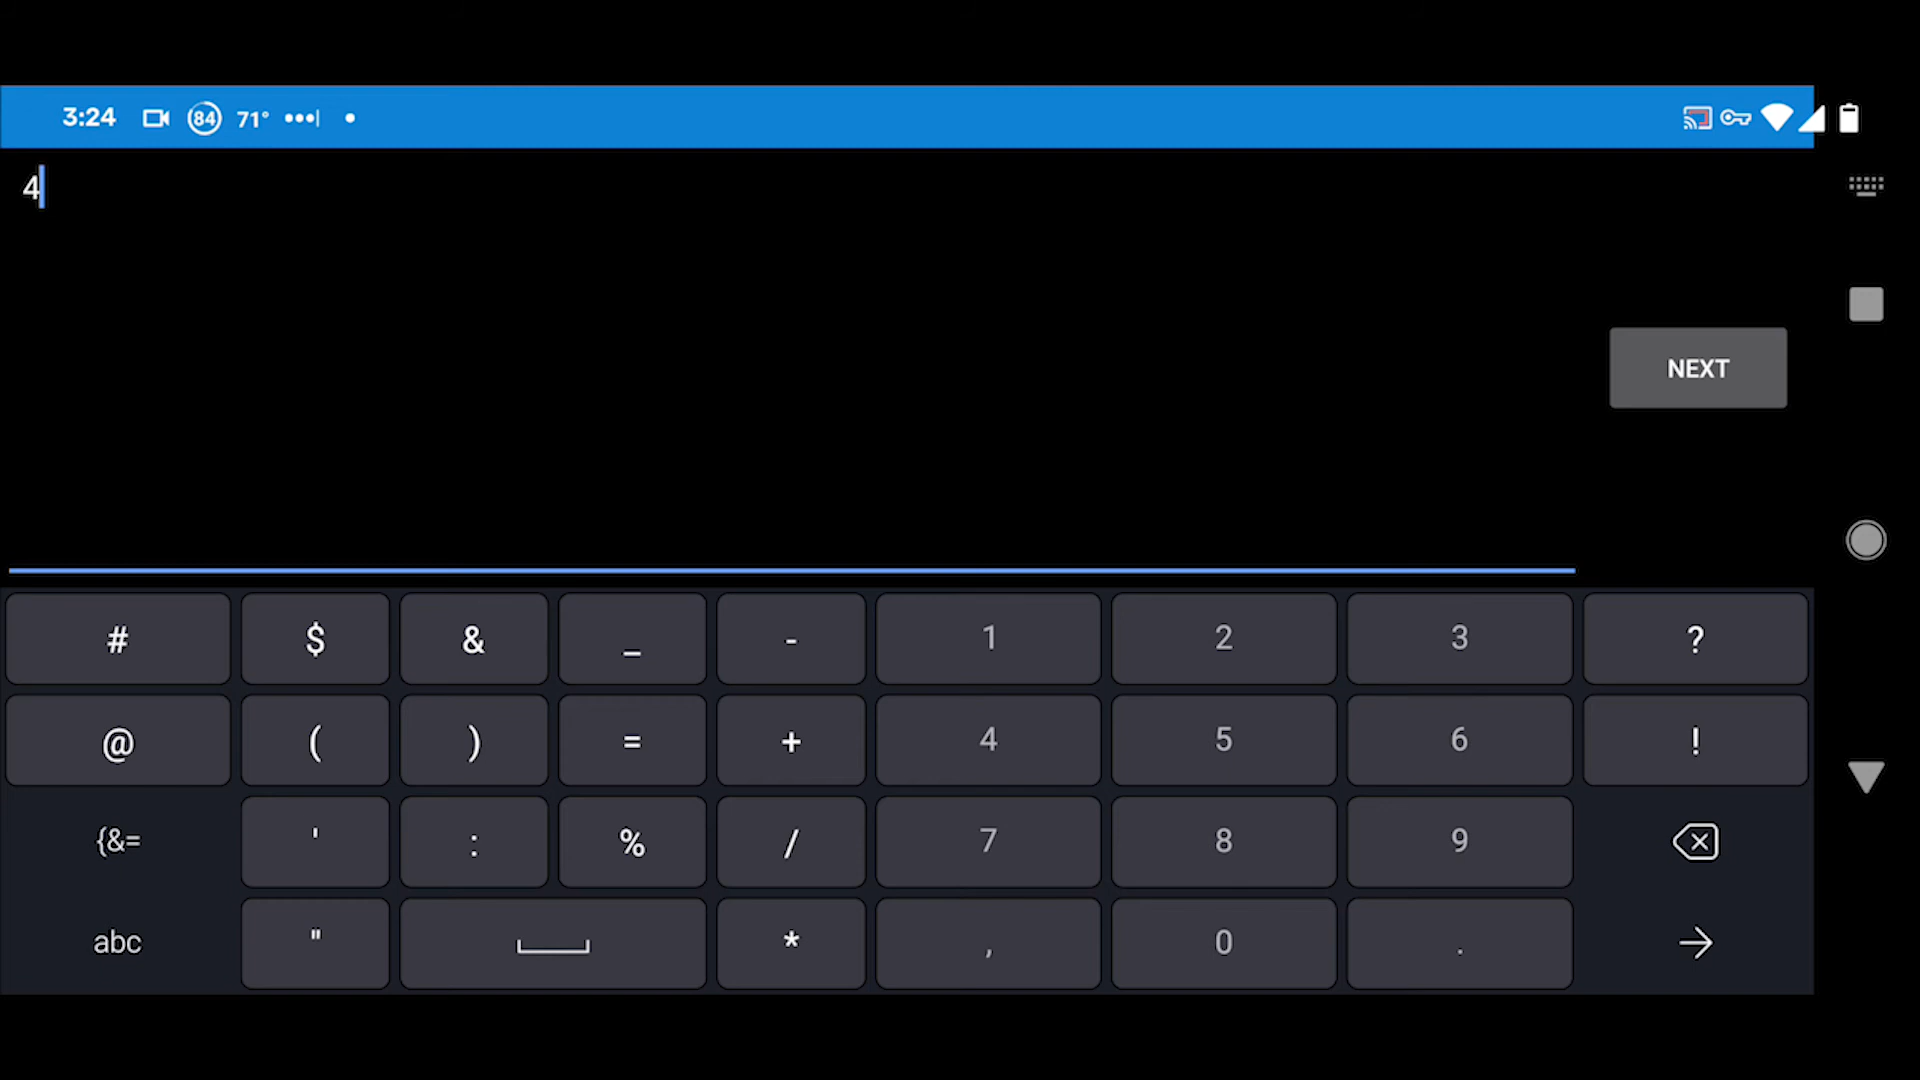 3:24 84 71°
4
NEXT
# $ & _ - 1 2 3 ?
@ ( ) = + 4 5 6 !
{&= ' : % / 7 8 9
abc " * , 0 .